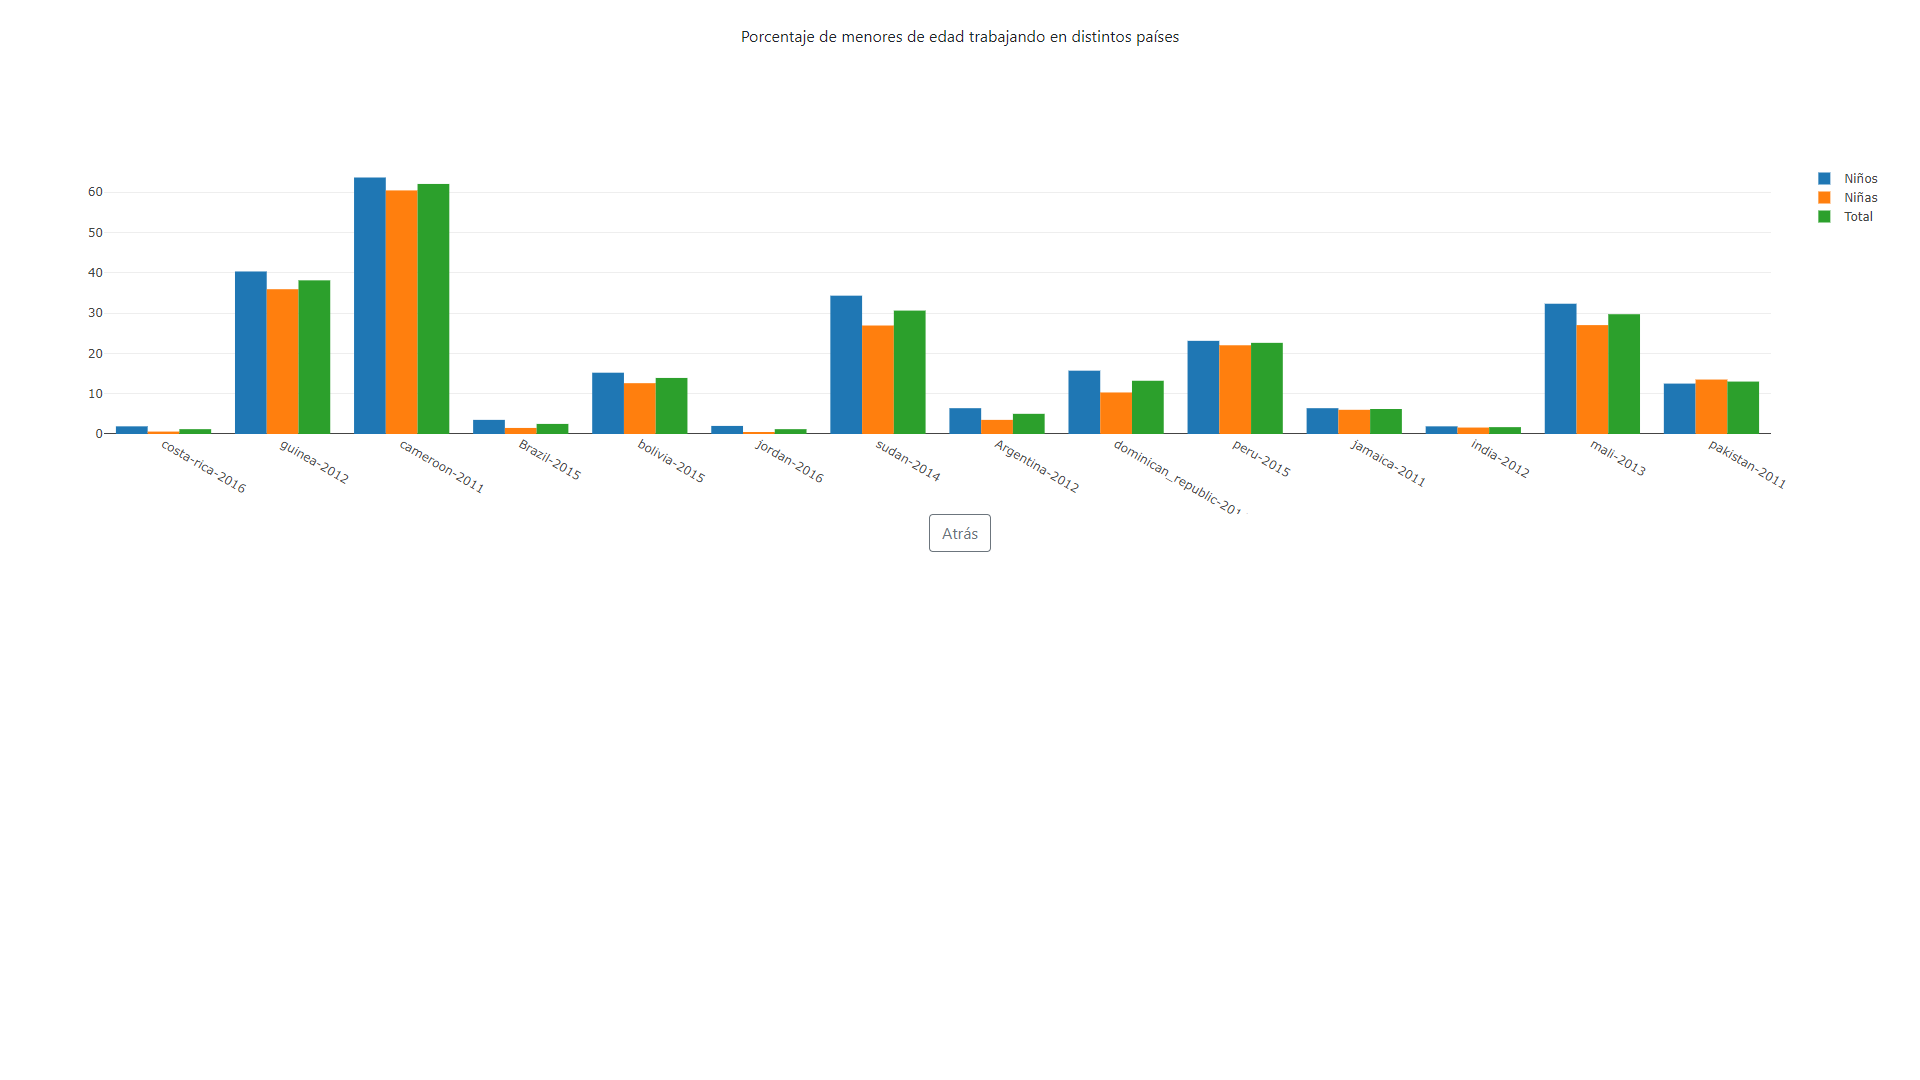 Porcentaje de menores de edad trabajando en distintos países
60
50
40
30
20
10
0
costa-rica-2016
guinea-2012
cameroon-2011
Brazil-2015
bolivia-2015
jordan-2016
sudan-2014
Argentina-2012
dominican_republic-201
peru-2015
jamaica-2011
india-2012
mali-2013
pakistan-2011
Niños
Niñas
Total
Atrás